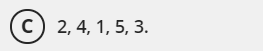 C 2, 4, 1, 5, 3.